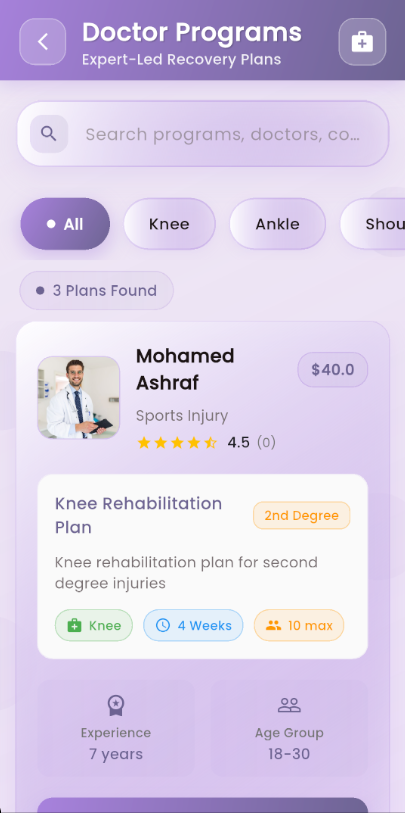 Doctor Programs
Expert-Led Recovery Plans
Search programs, doctors, co...
All
Knee
Ankle
Shou
3 Plans Found
Mohamed
Ashraf
$40.0
Sports Injury
4.5 (0)
Knee Rehabilitation
Plan
2nd Degree
Knee rehabilitation plan for second
degree injuries
Knee
4 Weeks
10 max
Experience
7 years
Age Group
18-30